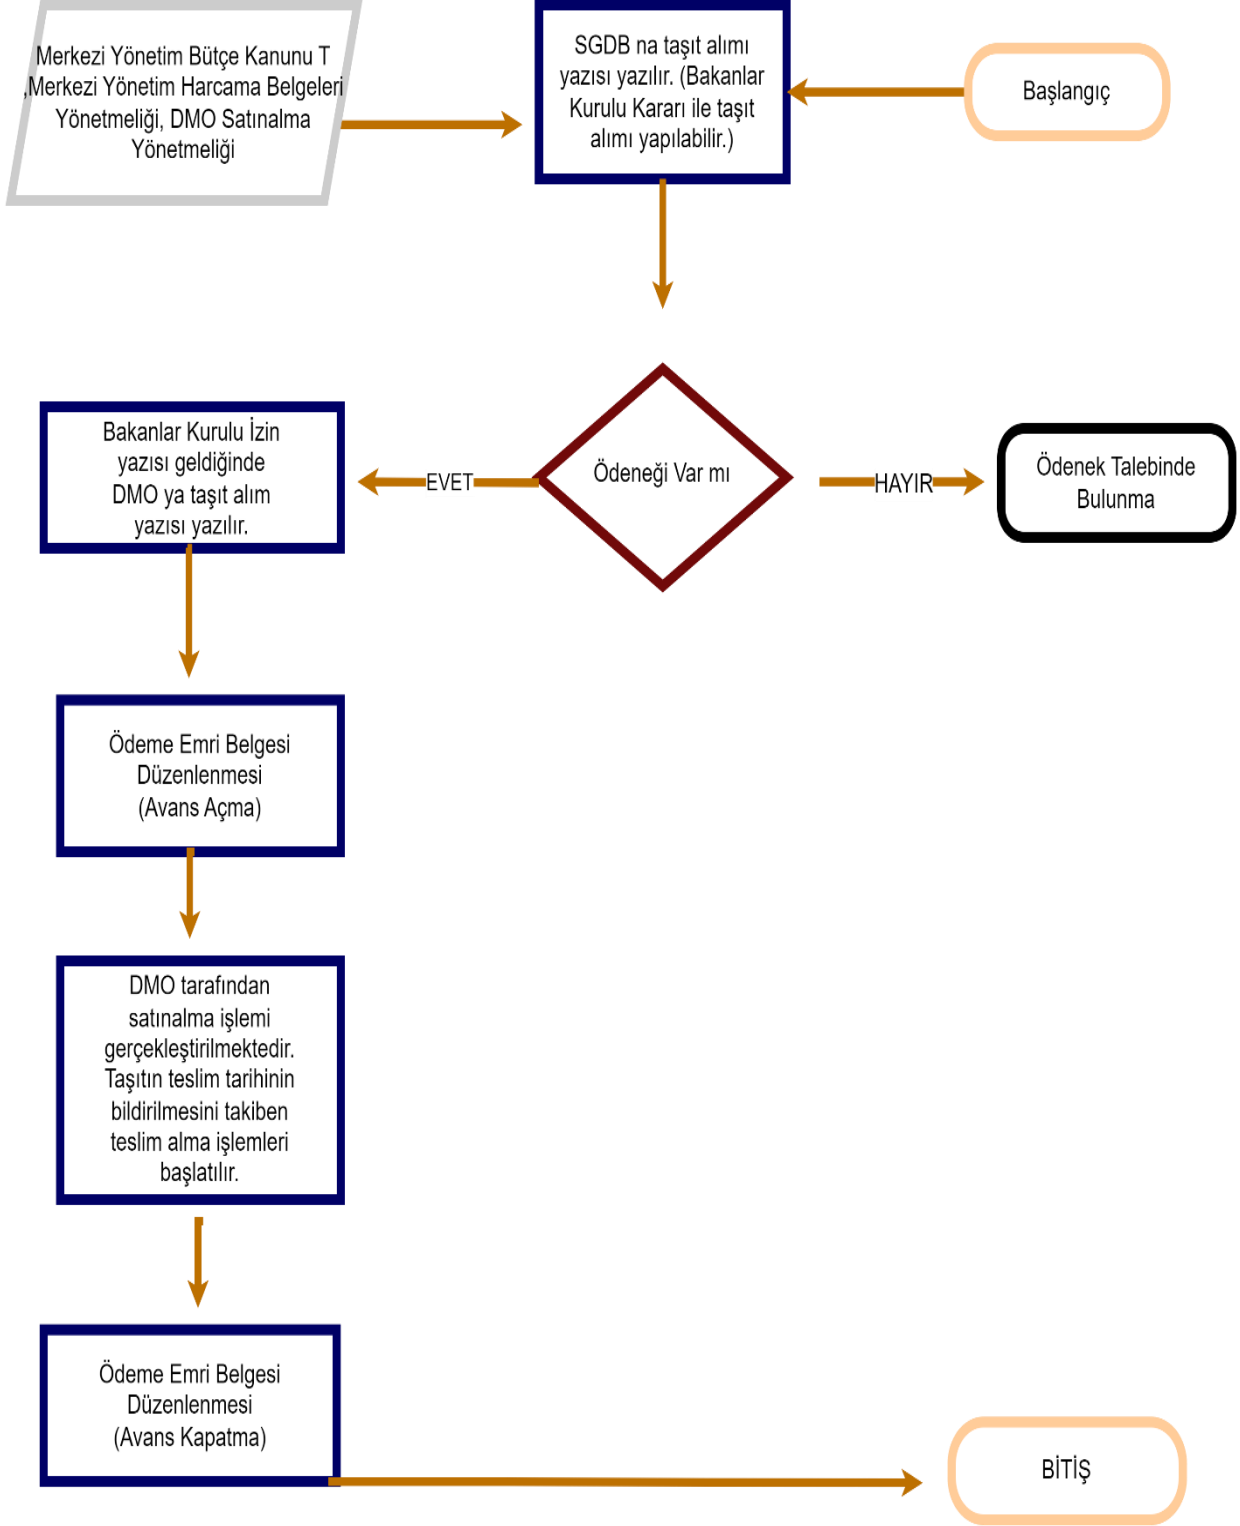 Merkezi Yönetim Bütçe Kanunu T
,Merkezi Yönetim Harcama Belgeleri
Yönetmeliği, DMO Satınalma
Yönetmeliği
SGDB na taşıt alımı
yazısı yazılır. (Bakanlar
Kurulu Kararı ile taşıt
alımı yapılabilir.)
Başlangıç
Bakanlar Kurulu İzin
yazısı geldiğinde
DMO ya taşıt alım
yazısı yazılır.
EVET
Ödeneği Var mı
HAYIR
Ödenek Talebinde
Bulunma
Ödeme Emri Belgesi
Düzenlenmesi
(Avans Açma)
DMO tarafından
satınalma işlemi
gerçekleştirilmektedir.
Taşıtın teslim tarihinin
bildirilmesini takiben
teslim alma işlemleri
başlatılır.
Ödeme Emri Belgesi
Düzenlenmesi
(Avans Kapatma)
BİTİŞ